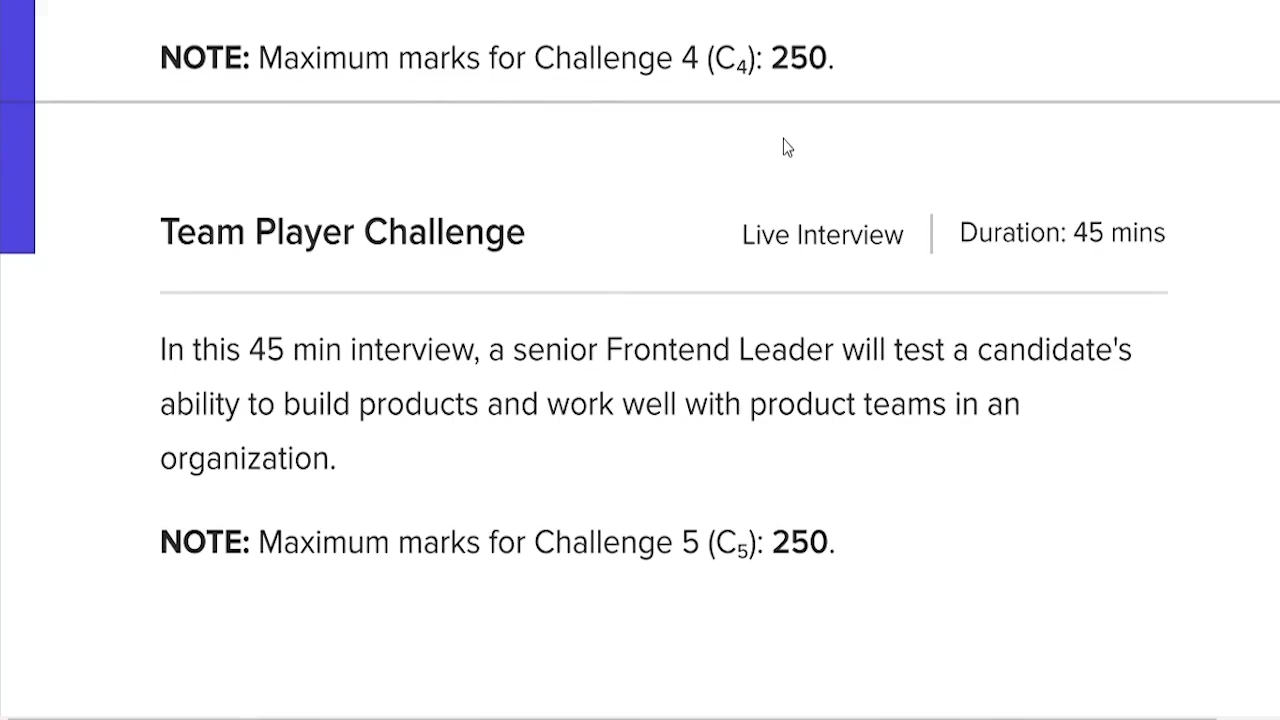 NOTE: Maximum marks for Challenge 4 (C₄): 250.
Team Player Challenge
Live Interview
Duration: 45 mins
In this 45 min interview, a senior Frontend Leader will test a candidate's
ability to build products and work well with product teams in an
organization.
NOTE: Maximum marks for Challenge 5 (C₅): 250.